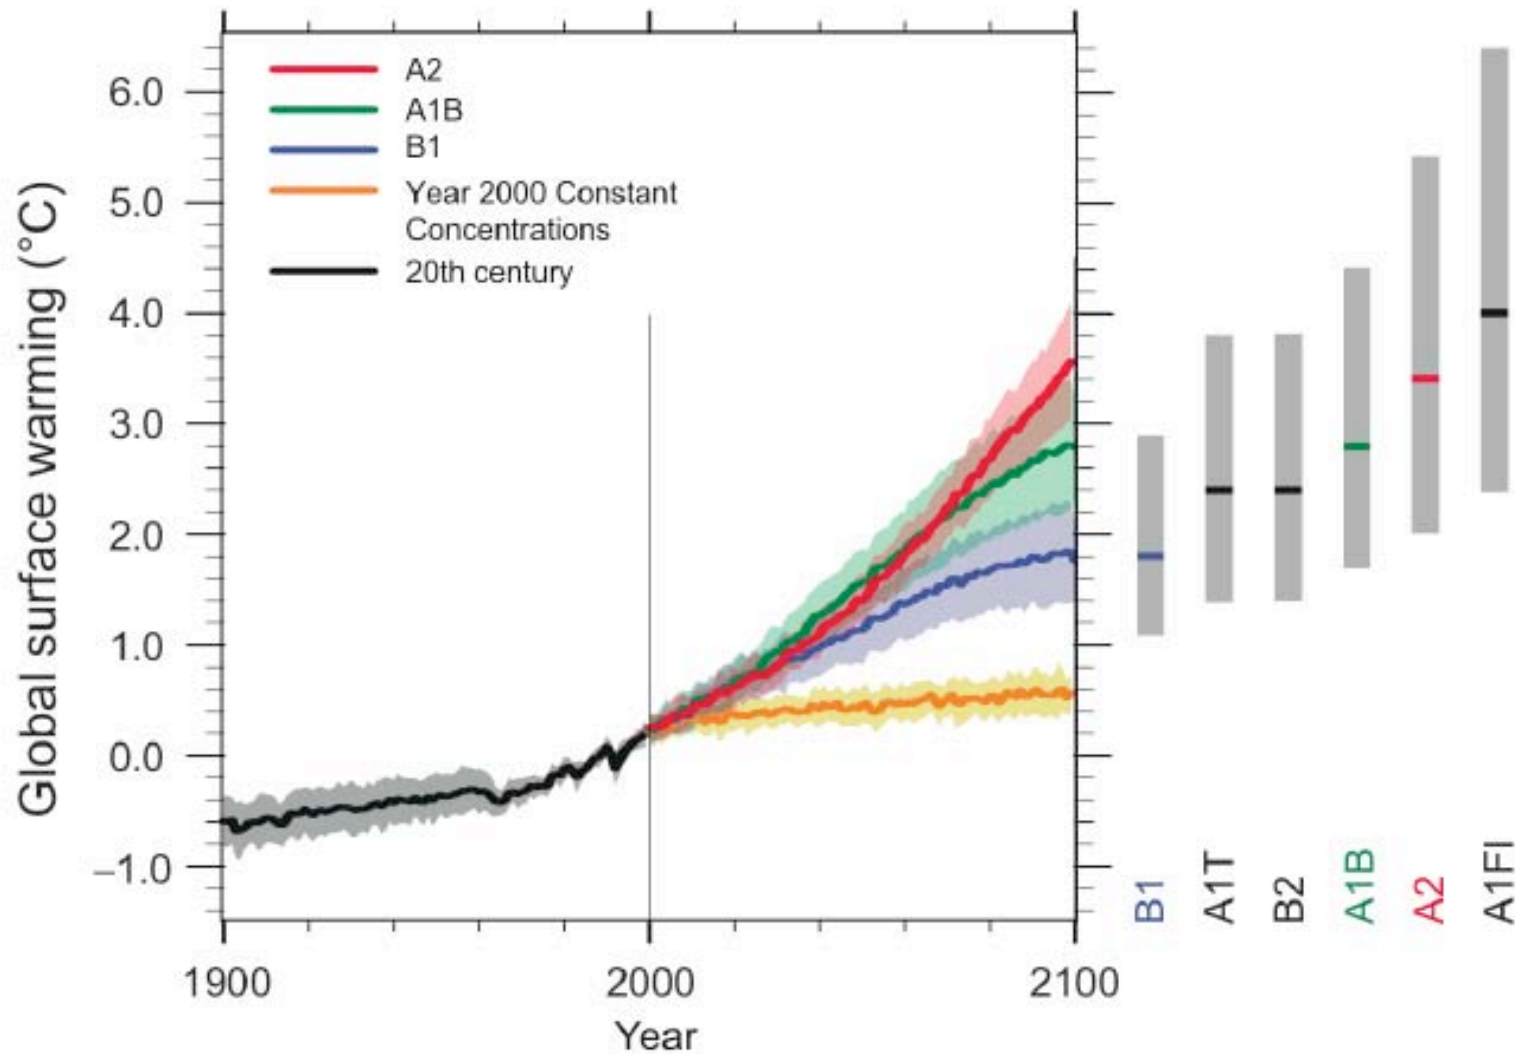 A2
A1B
B1
Year 2000 Constant
Concentrations
20th century
Global surface warming (°C)
6.0
5.0
4.0
3.0
2.0
1.0
0.0
–1.0
1900
2000
2100
Year
B1
A1T
B2
A1B
A2
A1FI